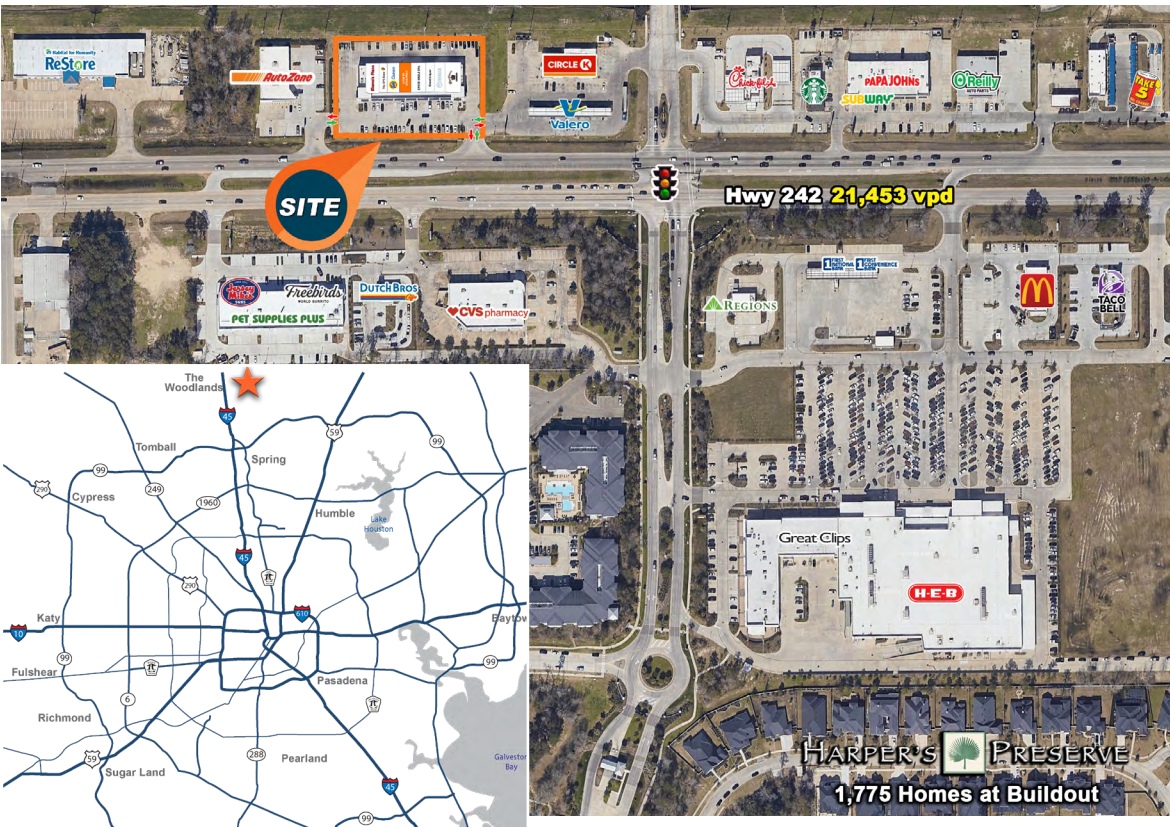 Habitat for Humanity
ReStore
AutoZone
CIRCLE K
Valero
Chick-fil-A
PAPA JOHNS
SUBWAY
O'Reilly
AUTO PARTS
TAKE
5
SITE
Hwy 242 21,453 vpd
Jersey
Mike's
SUBS
Freebirds
WORLD BURRITO
PET SUPPLIES PLUS
DUTCH BROS
CVS pharmacy
REGIONS
1 FIRST
NATIONAL
BANK
1 FIRST
CONVENIENCE
BANK
TACO
BELL
Great Clips
H-E-B
HARPER'S PRESERVE
1,775 Homes at Buildout
The
Woodlands
45
59
99
Tomball
Spring
99
290
249
1960
Cypress
Humble
Lake
Houston
45
290
610
Katy
10
Baytow
99
99
Fulshear
Pasadena
6
Richmond
288
Pearland
59
Sugar Land
Galveston
Bay
45
99